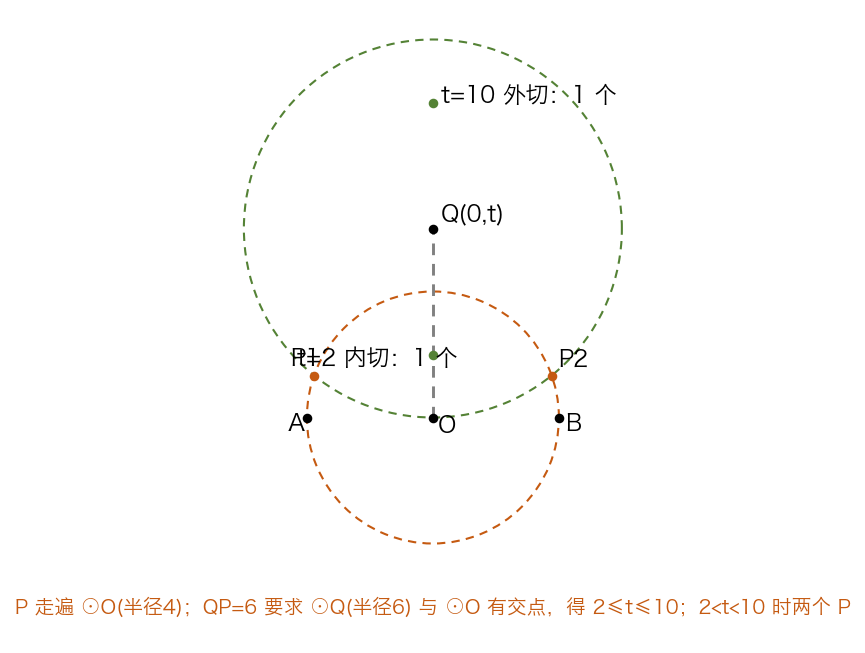 t=10 外切：1 个
Q(0,t)
P1
t=2 内切：1 个
P2
A
O
B
P 走遍 ⊙O(半径4)；QP=6 要求 ⊙Q(半径6) 与 ⊙O 有交点，得 2≤t≤10；2<t<10 时两个 P